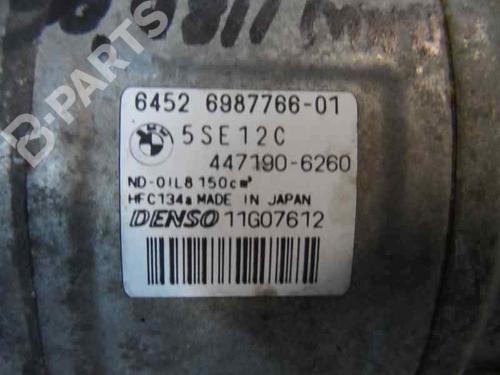 6452 6987766-01
5SE12C
447190-6260
ND-OIL8 150cm³
HFC134a MADE IN JAPAN
DENSO 11G07612
B-PARTS